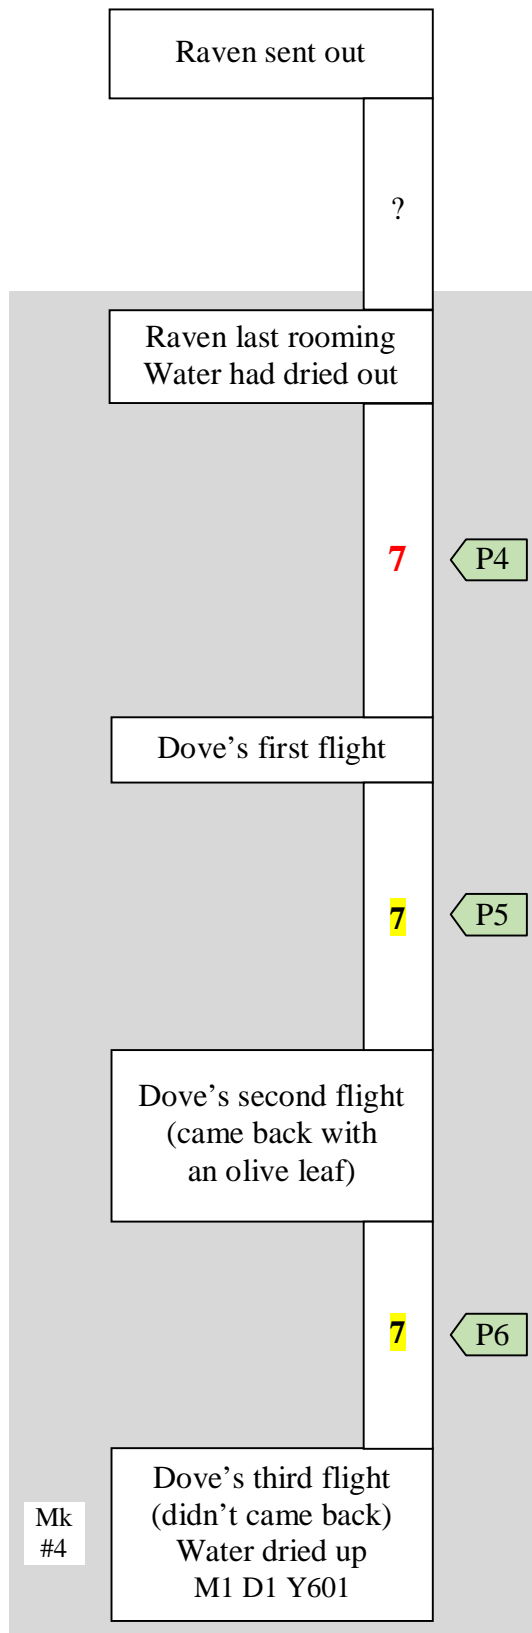 Raven sent out
?
Raven last rooming
Water had dried out
7
P4
Dove’s first flight
7
P5
Dove’s second flight
(came back with
an olive leaf)
7
P6
Dove’s third flight
(didn’t came back)
Water dried up
M1 D1 Y601
Mk
#4